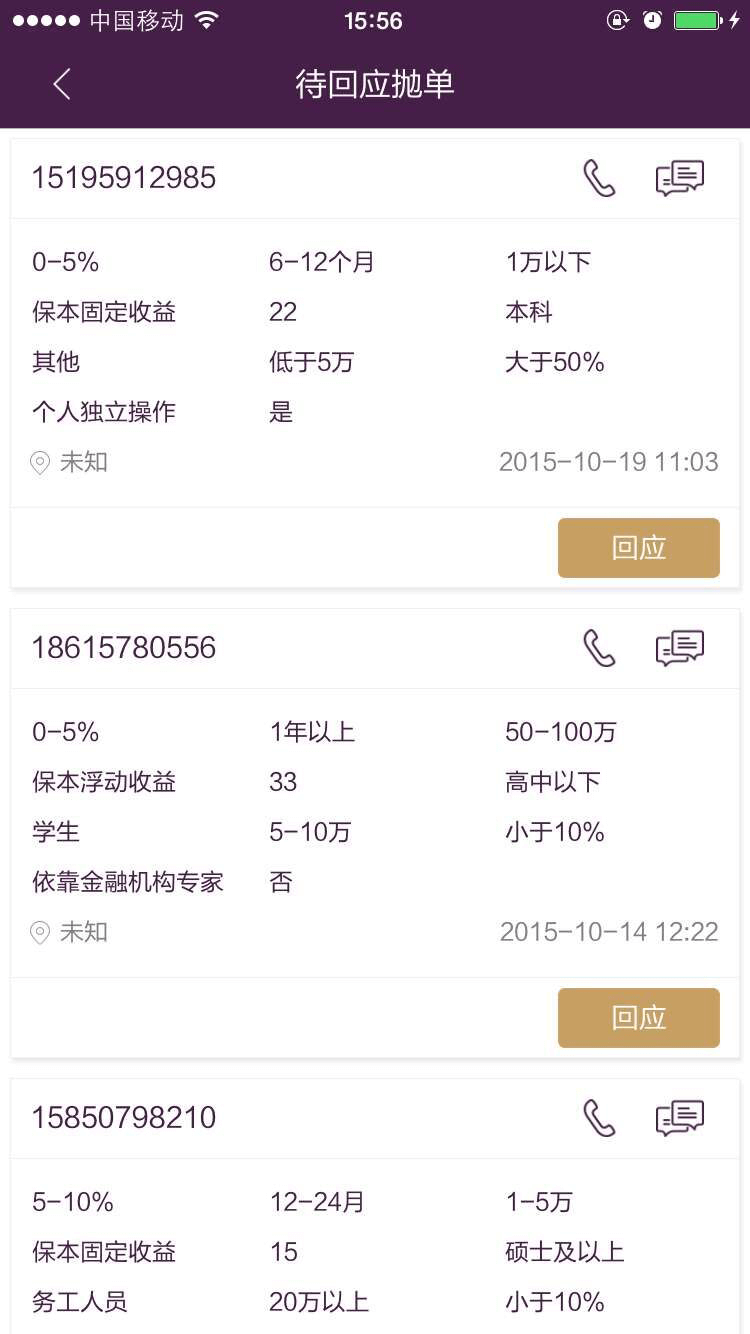 中国移动 15:56
待回应抛单
15195912985
0-5% 6-12个月 1万以下
保本固定收益 22 本科
其他 低于5万 大于50%
个人独立操作 是
未知 2015-10-19 11:03
回应
18615780556
0-5% 1年以上 50-100万
保本浮动收益 33 高中以下
学生 5-10万 小于10%
依靠金融机构专家 否
未知 2015-10-14 12:22
回应
15850798210
5-10% 12-24月 1-5万
保本固定收益 15 硕士及以上
务工人员 20万以上 小于10%